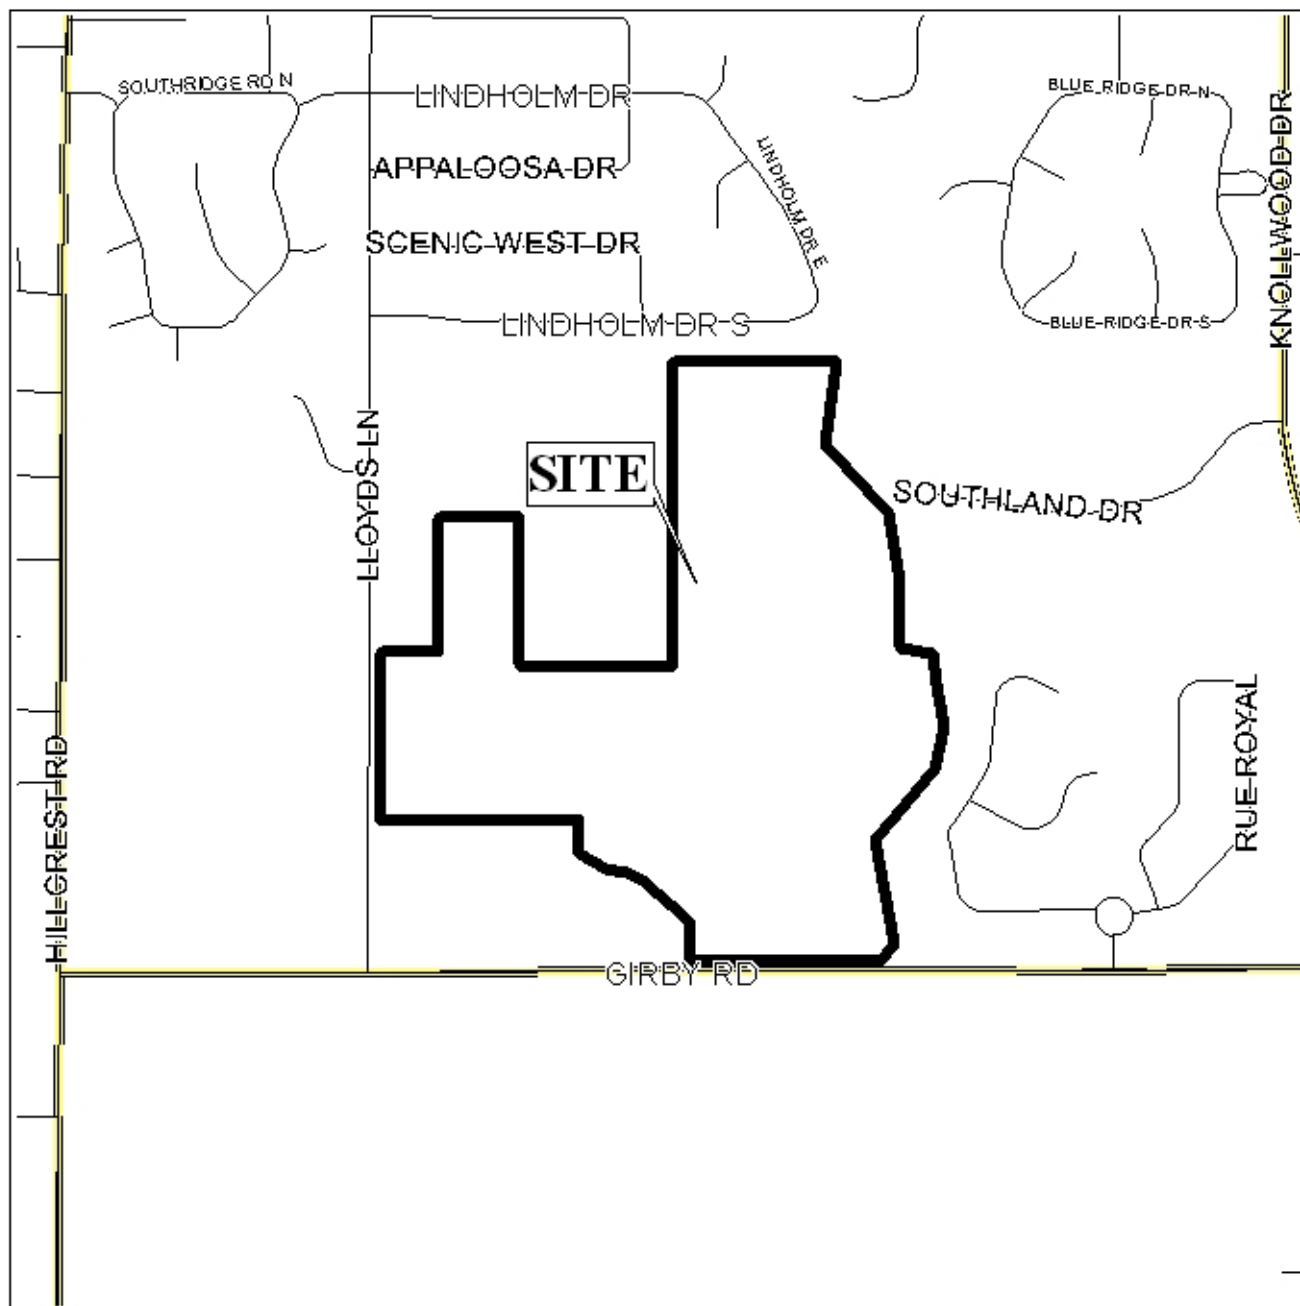 SOUTHRIDGE RD N
LINDHOLM DR
BLUE RIDGE DR N
KNOLLWOOD DR
APPALOOSA DR
LINDHOLM DR E
SCENIC WEST DR
LINDHOLM DR S
BLUE RIDGE DR S
LLOYDS LN
SITE
SOUTHLAND DR
RUE ROYAL
HILLCREST RD
GIRBY RD